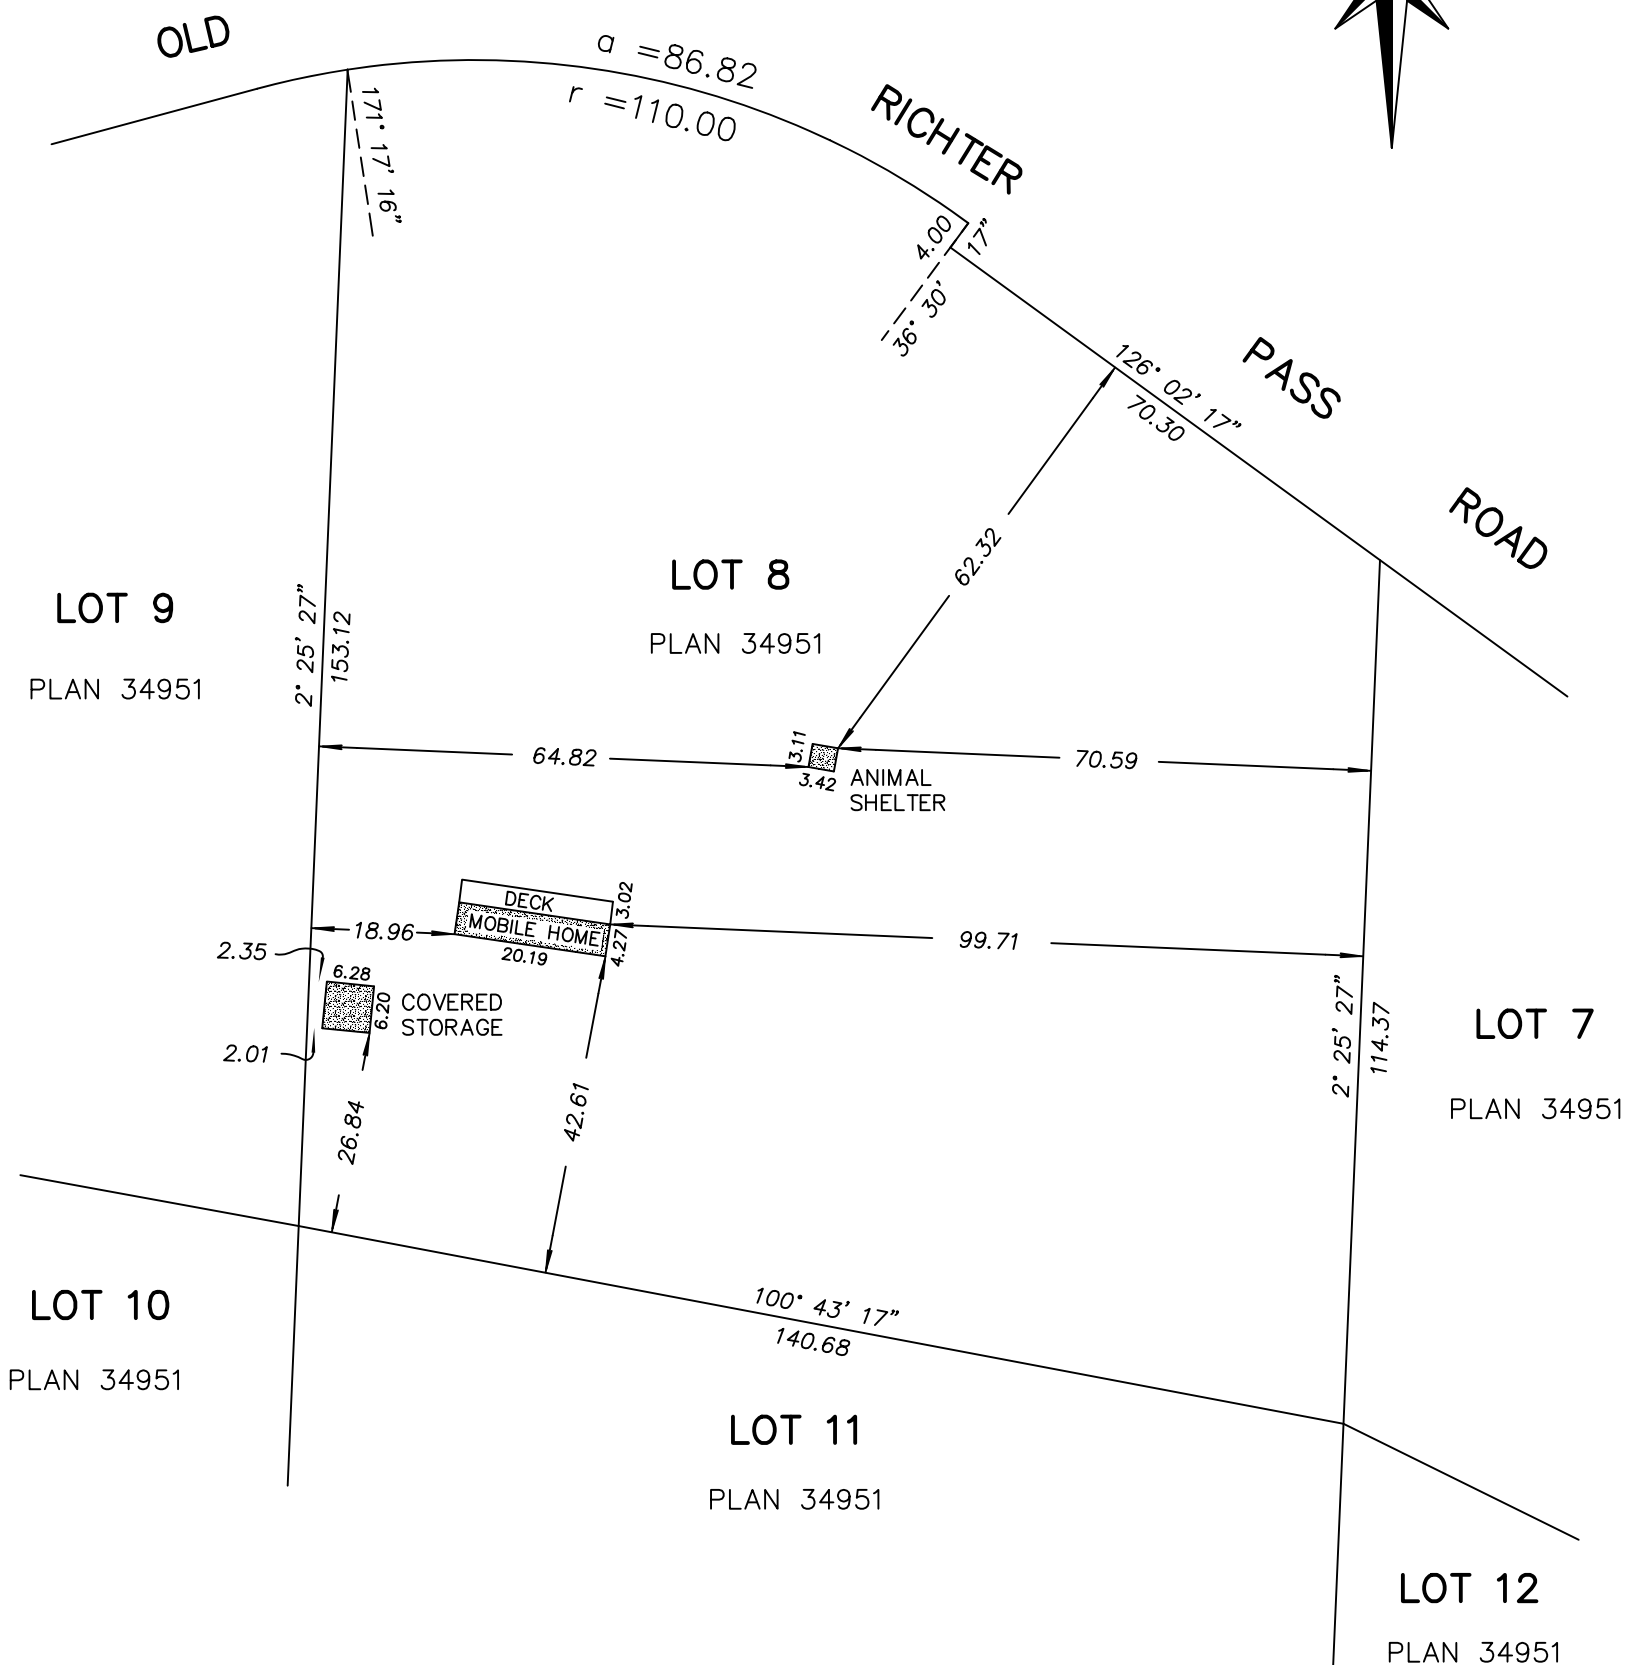 OLD
a =86.82
r =110.00
RICHTER
171° 17' 16"
4.00
36° 30' 17"
126° 02' 17"
70.30
PASS
ROAD
62.32
LOT 8
PLAN 34951
LOT 9
PLAN 34951
2° 25' 27"
153.12
64.82
3.11
3.42
ANIMAL
SHELTER
70.59
DECK
3.02
MOBILE HOME
4.27
20.19
18.96
99.71
2.35
6.28
6.20
COVERED
STORAGE
2.01
26.84
42.61
2° 25' 27"
114.37
LOT 7
PLAN 34951
100° 43' 17"
140.68
LOT 10
PLAN 34951
LOT 11
PLAN 34951
LOT 12
PLAN 34951